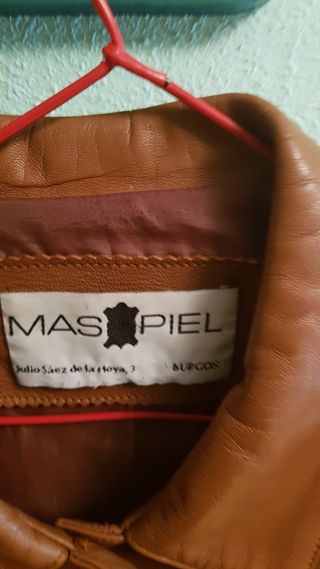 MAS PIEL
Julio Sáez de la Hoya, 3 BURGOS